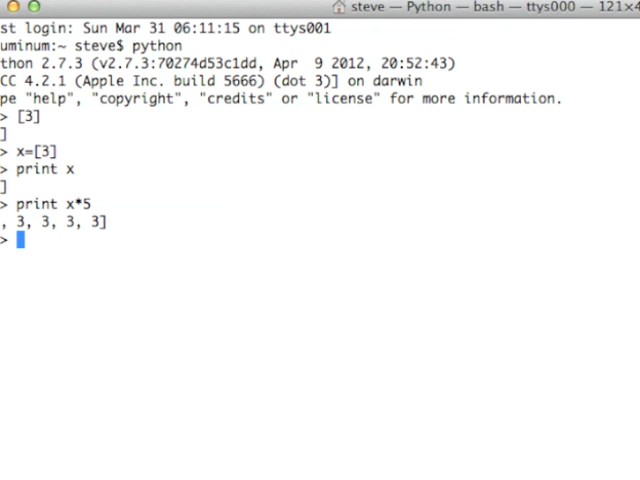 steve — Python — bash — ttys000 — 121×4
st login: Sun Mar 31 06:11:15 on ttys001
uminum:~ steve$ python
thon 2.7.3 (v2.7.3:70274d53c1dd, Apr  9 2012, 20:52:43)
CC 4.2.1 (Apple Inc. build 5666) (dot 3)] on darwin
pe "help", "copyright", "credits" or "license" for more information.
> [3]
]
> x=[3]
> print x
]
> print x*5
, 3, 3, 3, 3]
>